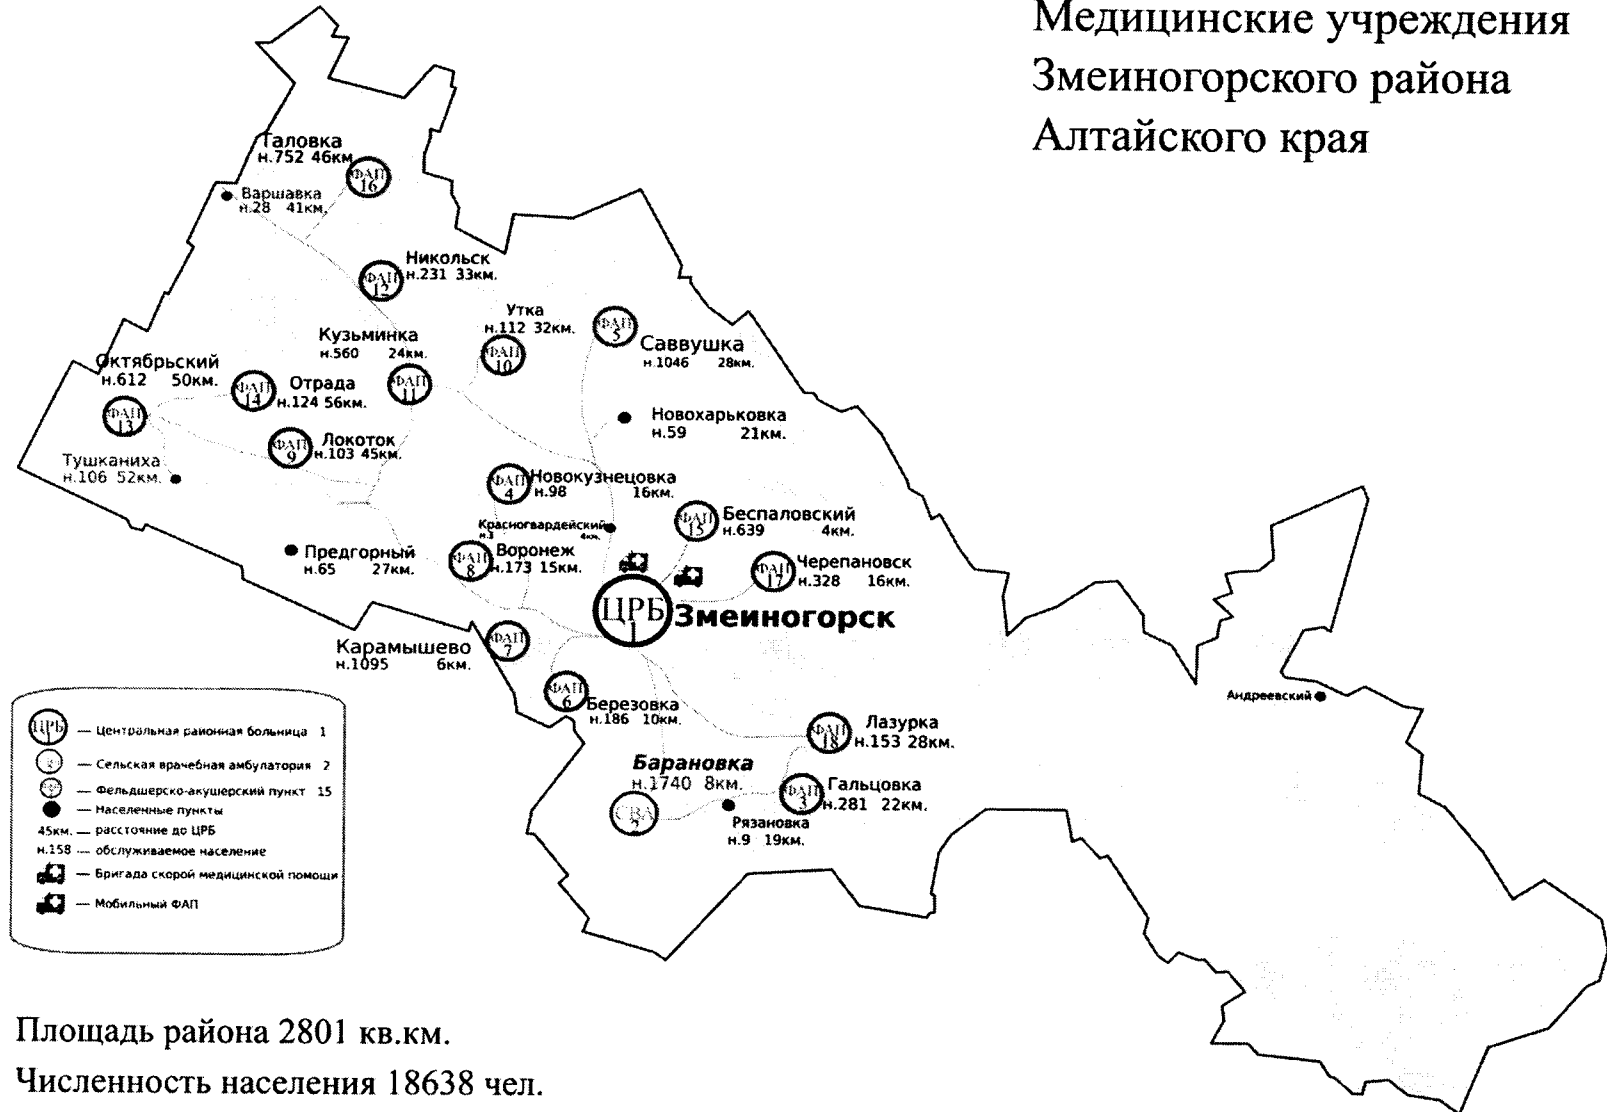 Медицинские учреждения
Змеиногорского района
Алтайского края
Таловка
н.752 46км
ФАП
16
Варшавка
н.28 41км.
Никольск
н.231 33км.
ФАП
12
Утка
н.112 32км.
ФАП
10
ФАП
5
Саввушка
н.1046 28км.
Кузьминка
н.560 24км.
ФАП
11
Октябрьский
н.612 50км.
ФАП
13
ФАП
14
Отрада
н.124 56км.
Новохарьковка
н.59 21км.
ФАП
9
Локоток
н.103 45км.
Тушканиха
н.106 52км.
ФАП
4
Новокузнецовка
н.98 16км.
Красногвардейский
н.3 4км.
ФАП
15
Беспаловский
н.639 4км.
Предгорный
н.65 27км.
ФАП
8
Воронеж
н.173 15км.
ФАП
17
Черепановск
н.328 16км.
ЦРБ
1
Змеиногорск
Карамышево
н.1095 6км.
ФАП
7
ФАП
6
Березовка
н.186 10км.
Андреевский
ФАП
18
Лазурка
н.153 28км.
Барановка
н.1740 8км.
СВА
2
ФАП
3
Гальцовка
н.281 22км.
Рязановка
н.9 19км.
ЦРБ
1
— Центральная районная больница 1
— Сельская врачебная амбулатория 2
— Фельдшерско-акушерский пункт 15
— Населенные пункты
45км. — расстояние до ЦРБ
н.158 — обслуживаемое население
— Бригада скорой медицинской помощи
— Мобильный ФАП
Площадь района 2801 кв.км.
Численность населения 18638 чел.